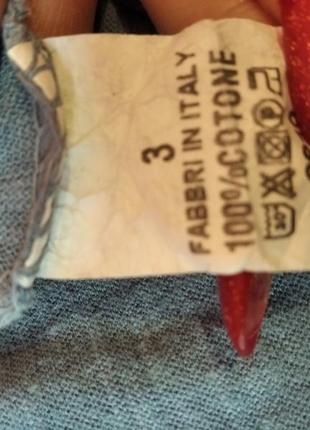 3
FABBRI IN ITALY
100% COTONE